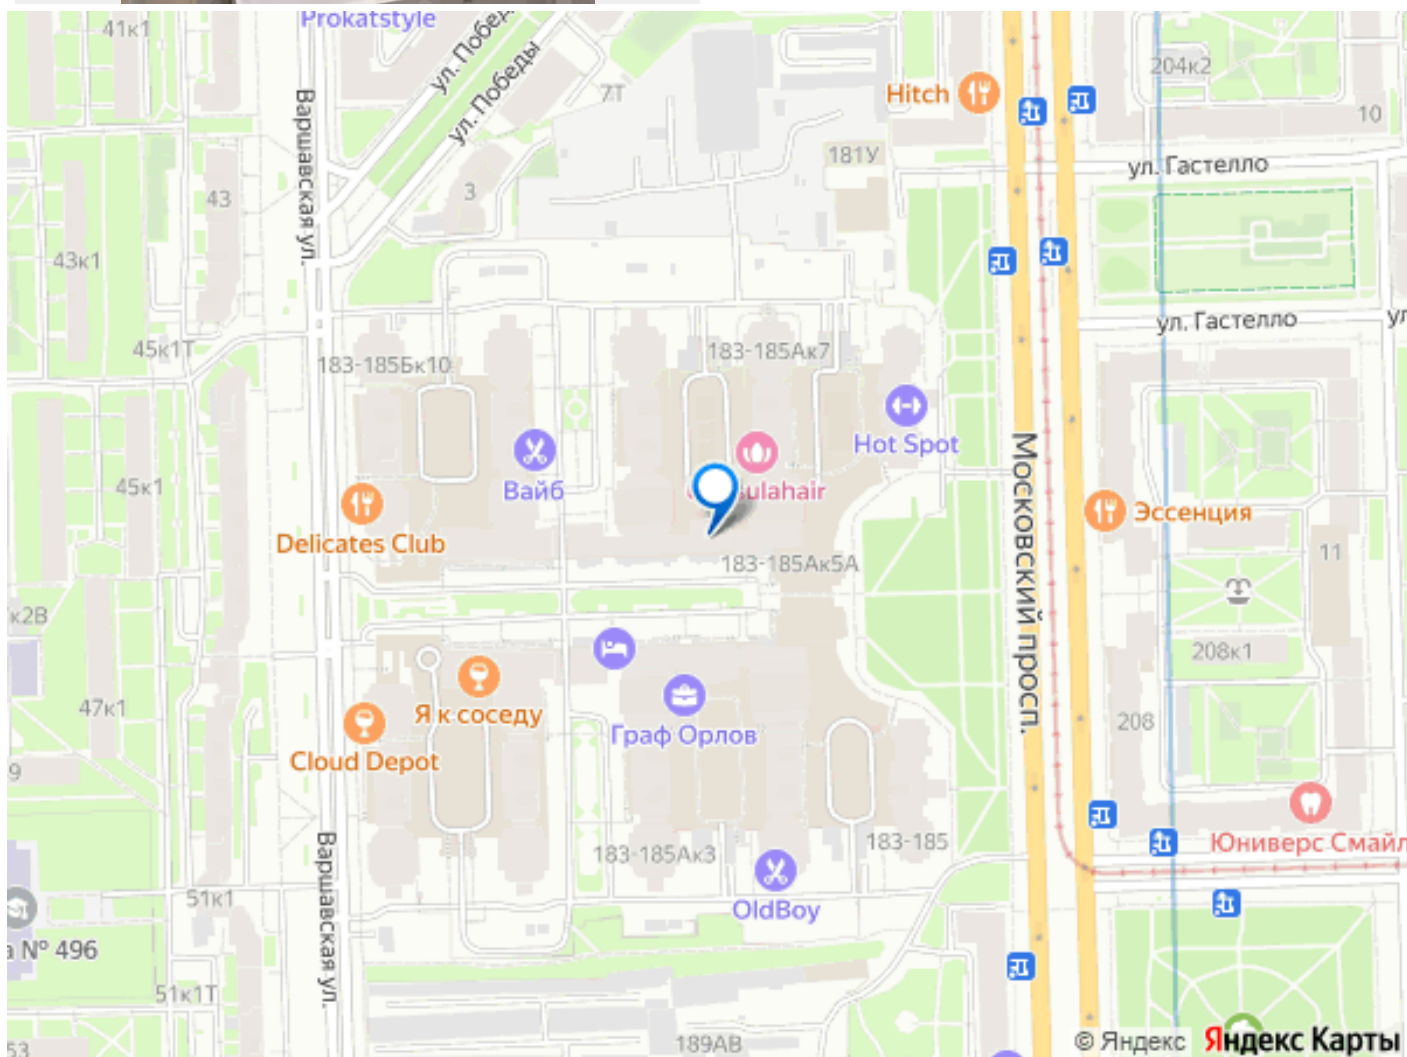 41к1
Prokatstyle
ул. Победы
ул. Победы
7Т
Hitch
204к2
10
181У
ул. Гастелло
Варшавская ул.
43
3
43к1
ул. Гастелло
45к1Т
183-185Бк10
183-185Ак7
Hot Spot
Вайб
45к1
Эссенция
Delicates Club
183-185Ак5А
11
Московский просп.
к2В
208к1
47к1
Я к соседу
Граф Орлов
208
Cloud Depot
9
183-185
Юниверс Смайл
183-185Ак3
Варшавская ул.
51к1
OldBoy
№ 496
51к1Т
189АВ
53
© Яндекс Яндекс Карты